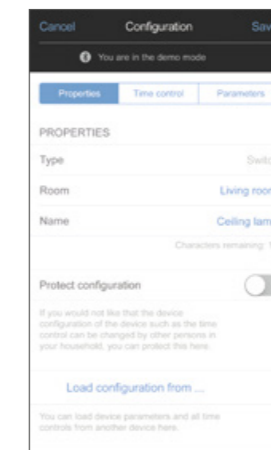 Cancel Configuration Sav
You are in the demo mode
Properties Time control Parameters
PROPERTIES
Type Switc
Room Living roor
Name Ceiling lam
Characters remaining:
Protect configuration
If you would not like that the device
configuration of the device such as the time
control can be changed by other persons in
your household, you can protect this here.
Load configuration from ...
You can load device parameters and all time
controls from another device here.